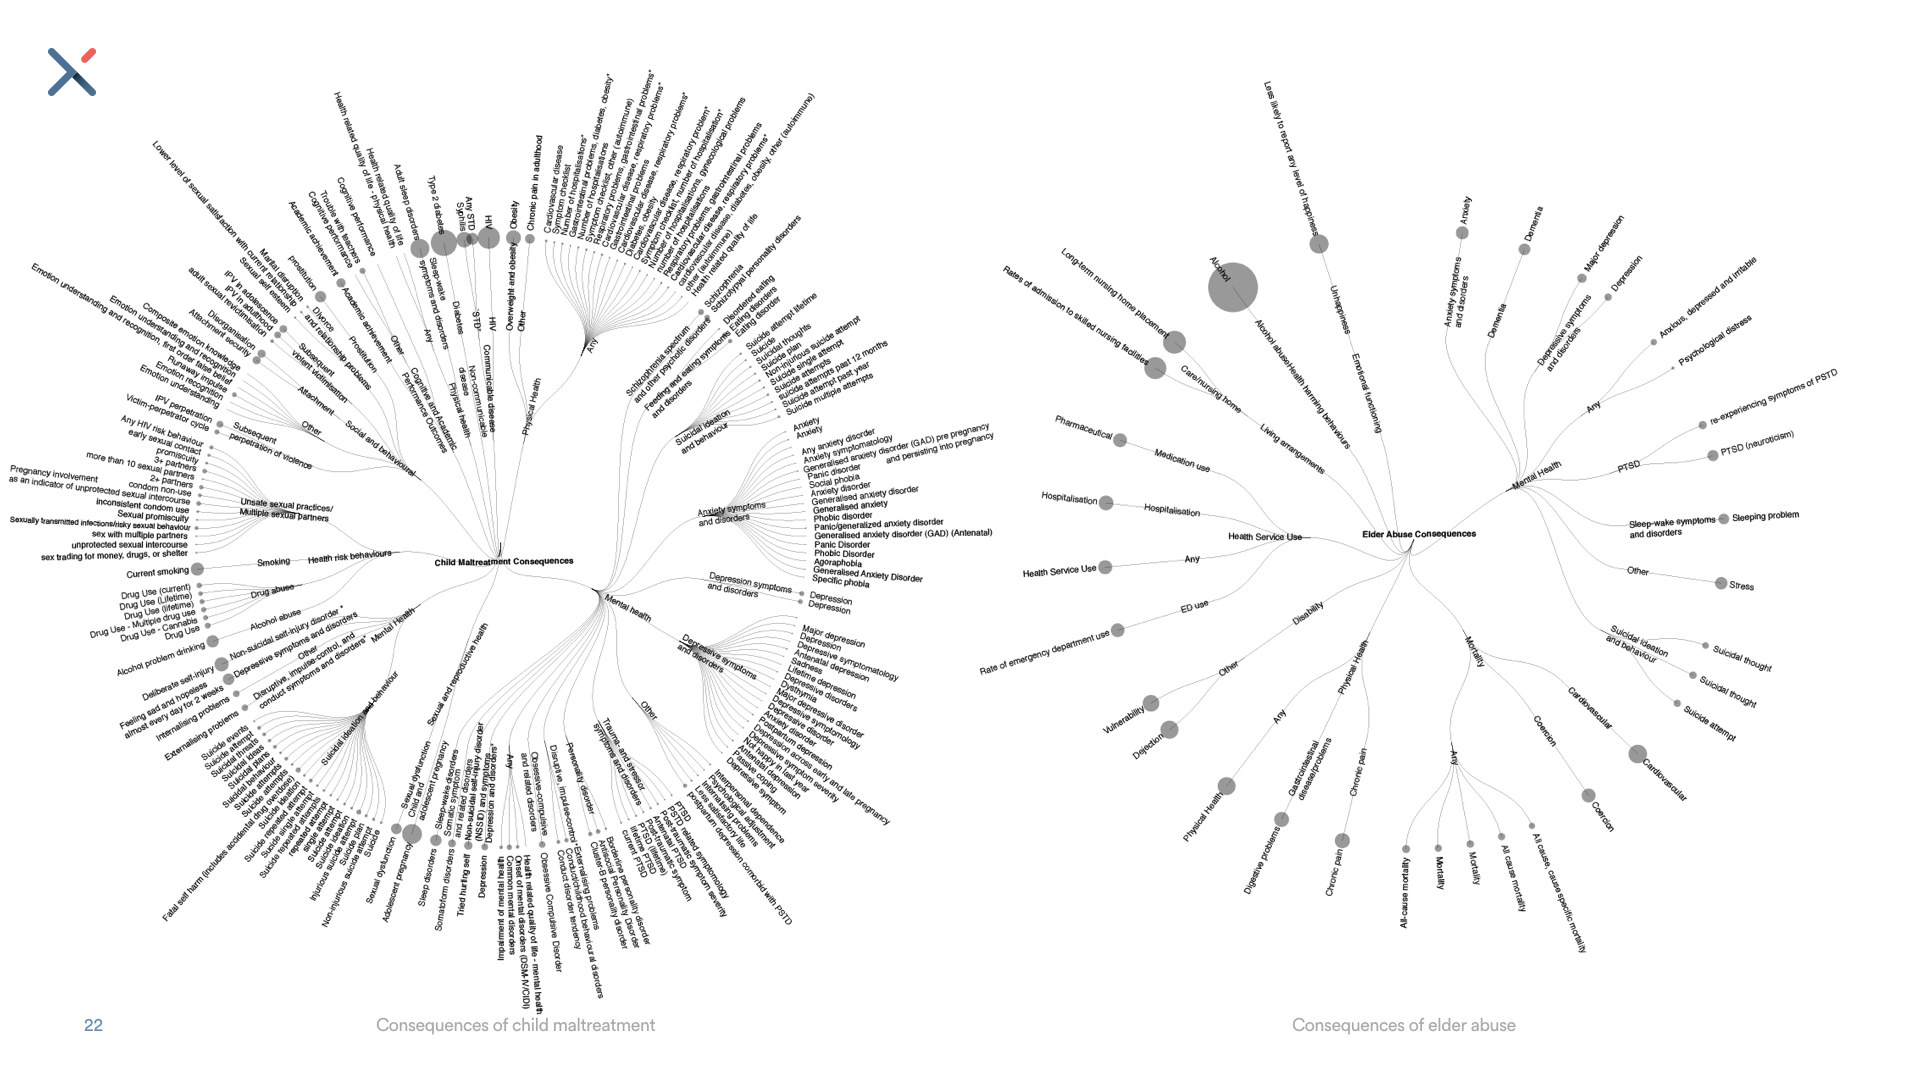 Child Maltreatment Consequences
Physical Health
Any
Cardiovascular disease
Symptom checklist
Number of hospitalisations*
Gastrointestinal problems, diabetes, obesity*
Number of hospitalisations
Symptom checklist, other (autoimmune)
Respiratory problems, gastrointestinal problems*
Cardiovascular disease, respiratory problems*
Gastrointestinal problems
Cardiovascular disease, respiratory problems*
Diabetes, obesity
Cardiovascular disease, respiratory problem*
Symptom checklist, number of hospitalisation*
Number of hospitalisations, gynecological problems
number of hospitalisations
Respiratory problems, gastrointestinal problems
Cardiovascular disease, respiratory problems*
cardiovascular disease, diabetes, obesity, other (autoimmune)
other (autoimmune)
Health related quality of life
Schizophrenia spectrum
and other psychotic disorders
Schizophrenia
Schizotypyal personality disorders
Feeding and eating symptoms
and disorders
Disordered eating
Eating disorders
Eating disorder
Suicidal ideation
and behaviour
Suicide attempt lifetime
Suicide
Suicidal thoughts
Suicide plan
Non-injurious suicide attempt
Suicide single attempt
Suicide attempts
Suicide attempts past 12 months
Suicide attempt past year
Suicide multiple attempts
Anxiety symptoms
and disorders
Anxiety
Anxiety
Any anxiety disorder
Anxiety symptomatology
Generalised anxiety disorder (GAD) pre pregnancy
and persisting into pregnancy
Panic disorder
Social phobia
Anxiety disorder
Generalised anxiety disorder
Generalised anxiety
Phobic disorder
Panic/generalized anxiety disorder
Generalised anxiety disorder (GAD) (Antenatal)
Panic Disorder
Phobic Disorder
Agoraphobia
Generalised Anxiety Disorder
Specific phobia
Mental health
Depression symptoms
and disorders
Depression
Depression
Depressive symptoms
and disorders
Major depression
Depression
Depressive symptomatology
Antenatal depression
Sadness
Lifetime depression
Depressive disorders
Dysthymia
Major depressive disorder
Depressive symptomology
Depressive disorder
Anxiety disorder
Postpartum depression
Depression across early and late pregnancy
Depressive symptom severity
Not happy in last year
Antenatal depression
Passive coping
Depressive symptom
Other
Interpersonal dependence
Psychological adjustment
Internalising problems
Less satisfactory life
postpartum depression comorbid with PSTD
Trauma- and stressor
symptoms and disorders
PTSD
PTSD related symptomology
Post-traumatic symptom severity
Antenatal PTSD
Post-traumatic symptom
PTSD (lifetime)
lifetime PTSD
current PTSD
Personality disorder
Borderline personality disorder
Antisocial Personality Disorder
Cluster-B personality disorder
Disruptive, impulse-control*
Externalising problems
Conduct/childhood behavioural disorders
Conduct disorder tendency
Obsessive-compulsive
and related disorders
Obsessive Compulsive Disorder
Any
Health related quality of life - mental health
Onset of mental disorders (DSM-IV/CIDI)
Common mental disorders
Impairment of mental health
Depression and disorders*
Depression
Non-suicidal self-injury disorder
(NSSID) and symptoms
Tried hurting self
Somatic symptom
and related disorders
Somatoform disorders
Sleep-wake disorders
Sleep disorders
Sexual and reproductive health
Child and
adolescent pregnancy
Adolescent pregnancy
Sexual dysfunction
Sexual dysfunction
Mental Health
Suicidal ideation and behaviour
Suicide
Suicide attempt
Non-injurious suicide attempt
Suicide plan
Injurious suicide attempt
Suicide ideation
Suicide attempt
single attempt
repeated attempt
Suicide attempts
Suicide repeated attempts
Suicide single attempt
Suicide repeated attempt
Suicide ideation
Fatal self harm (includes accidental drug overdose)
Suicide attempts
Suicidal behaviour
Suicidal plans
Suicidal ideas
Suicide threats
Suicide attempt
Suicide events
Disruptive, impulse-control, and
conduct symptoms and disorders*
Externalising problems
Other
Internalising problems
Depressive symptoms and disorders
Feeling sad and hopeless
almost every day for 2 weeks
Non-suicidal self-injury disorder *
Deliberate self-injury
Health risk behaviours
Alcohol abuse
Alcohol problem drinking
Drug abuse
Drug Use
Drug Use - Cannabis
Drug Use - Multiple drug use
Drug Use (lifetime)
Drug Use (Lifetime)
Drug Use (current)
Smoking
Current smoking
Unsafe sexual practices/
Multiple sexual partners
sex trading for money, drugs, or shelter
unprotected sexual intercourse
sex with multiple partners
Sexually transmitted infections/risky sexual behaviour
Sexual promiscuity
inconsistent condom use
Pregnancy involvement
as an indicator of unprotected sexual intercourse
condom non-use
2+ partners
more than 10 sexual partners
3+ partners
promiscuity
early sexual contact
Any HIV risk behaviour
Social and behavioural
Subsequent
perpetration of violence
Victim-perpetrator cycle
IPV perpetration
Other
Emotion understanding
Emotion recognition
Runaway impulse
Emotion understanding and recognition, first order false belief
Emotion understanding and recognition
Composite emotion knowledge
Attachment
Attachment security
Disorganisation
Subsequent
violent victimisation
adult sexual revictimisation
IPV in adulthood
IPV in adolescence
Divorce
and relationship problems
Sexual self esteem
Lower level of sexual satisfaction with current relationship
Marital disruption
Prostitution
prostitution
Cognitive and Academic
Performance Outcomes
Academic achievement
Academic achievement
Other
Cognitive performance
Trouble with teachers
Cognitive performance
Physical health
Any
Health related quality of life - physical health
Health related quality of life
Sleep-wake
symptoms and disorders
Adult sleep disorders
Non-communicable
disease
Diabetes
Type 2 diabetes
Communicable disease
"STD"
Syphilis
Any STD
HIV
HIV
Overweight and obesity
Obesity
Other
Chronic pain in adulthood
Elder Abuse Consequences
Emotional functioning
Unhappiness
Less likely to report any level of happiness
Health harming behaviours
Alcohol abuse
Alcohol
Living arrangements
Care/nursing home
Long-term nursing home placement
Rates of admission to skilled nursing facilities
Health Service Use
Medication use
Pharmaceutical
Hospitalisation
Hospitalisation
Any
Health Service Use
ED use
Rate of emergency department use
Disability
Other
Vulnerability
Dejection
Physical Health
Any
Physical Health
Gastrointestinal
disease/problems
Digestive problems
Chronic pain
Chronic pain
Mortality
Any
All-cause mortality
Mortality
Mortality
All cause mortality
All cause, cause specific mortality
Coercion
Coercion
Cardiovascular
Cardiovascular
Mental Health
Suicidal ideation
and behaviour
Suicide attempt
Suicidal thought
Suicidal thought
Other
Stress
Sleep-wake symptoms
and disorders
Sleeping problem
PTSD
PTSD (neuroticism)
re-experiencing symptoms of PSTD
Any
Psychological distress
Anxious, depressed and irritable
Depressive symptoms
and disorders
Depression
Major depression
Dementia
Dementia
Anxiety symptoms
and disorders
Anxiety
22
Consequences of child maltreatment
Consequences of elder abuse